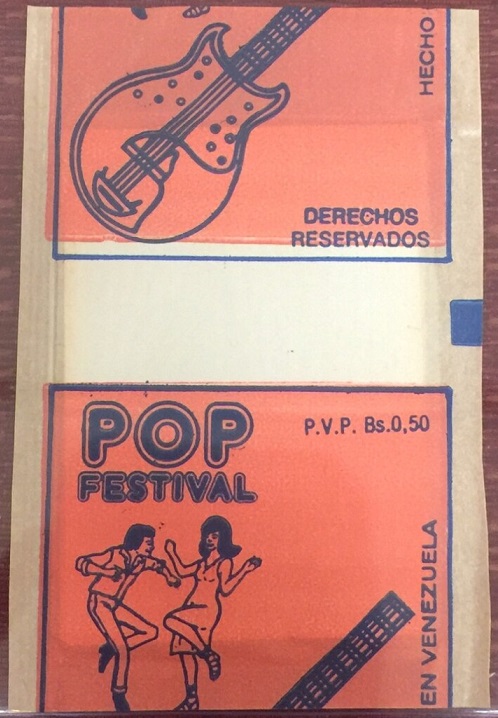 HECHO
DERECHOS
RESERVADOS
POP
FESTIVAL
P.V.P. Bs.0,50
EN VENEZUELA